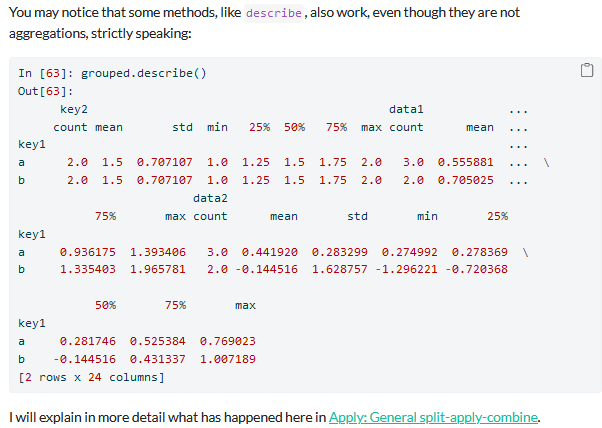 You may notice that some methods, like describe, also work, even though they are not
aggregations, strictly speaking:
In [63]: grouped.describe()
Out[63]:
     key2                                           data1            ...
    count mean       std  min   25%  50%   75%  max count      mean  ...
key1                                                                 ...
a     2.0  1.5  0.707107  1.0  1.25  1.5  1.75  2.0   3.0  0.555881  ...  \
b     2.0  1.5  0.707107  1.0  1.25  1.5  1.75  2.0   2.0  0.705025  ...
                         data2
          75%       max count      mean       std       min       25%
key1
a     0.936175  1.393406   3.0  0.441920  0.283299  0.274992  0.278369  \
b     1.335403  1.965781   2.0 -0.144516  1.628757 -1.296221 -0.720368
          50%       75%       max
key1
a     0.281746  0.525384  0.769023
b    -0.144516  0.431337  1.007189
[2 rows x 24 columns]
I will explain in more detail what has happened here in Apply: General split-apply-combine.